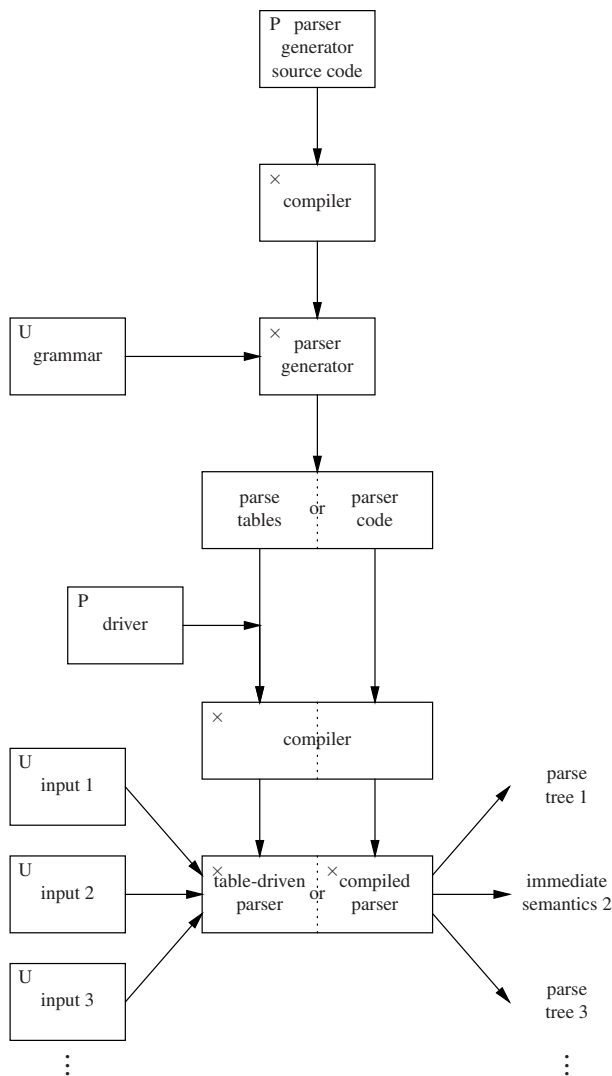 P parser
generator
source code
×
compiler
U
grammar
×
parser
generator
parse
tables
or
parser
code
P
driver
×
compiler
U
input 1
U
input 2
U
input 3
×
table-driven
parser
or
×
compiled
parser
parse
tree 1
immediate
semantics 2
parse
tree 3
⋮
⋮